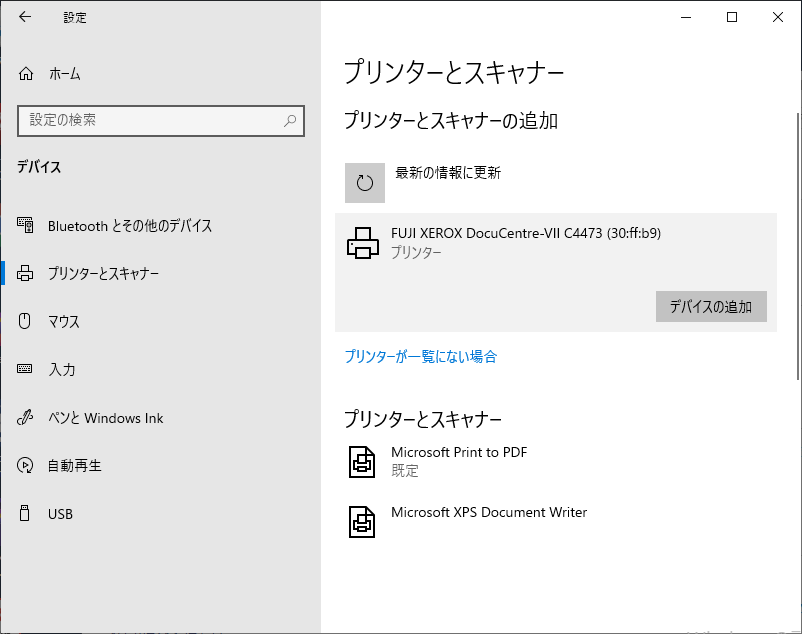 設定
ホーム
設定の検索
デバイス
Bluetooth とその他のデバイス
プリンターとスキャナー
マウス
入力
ペンと Windows Ink
自動再生
USB
プリンターとスキャナー
プリンターとスキャナーの追加
最新の情報に更新
FUJI XEROX DocuCentre-VII C4473 (30:ff:b9)
プリンター
デバイスの追加
プリンターが一覧にない場合
プリンターとスキャナー
Microsoft Print to PDF
既定
Microsoft XPS Document Writer